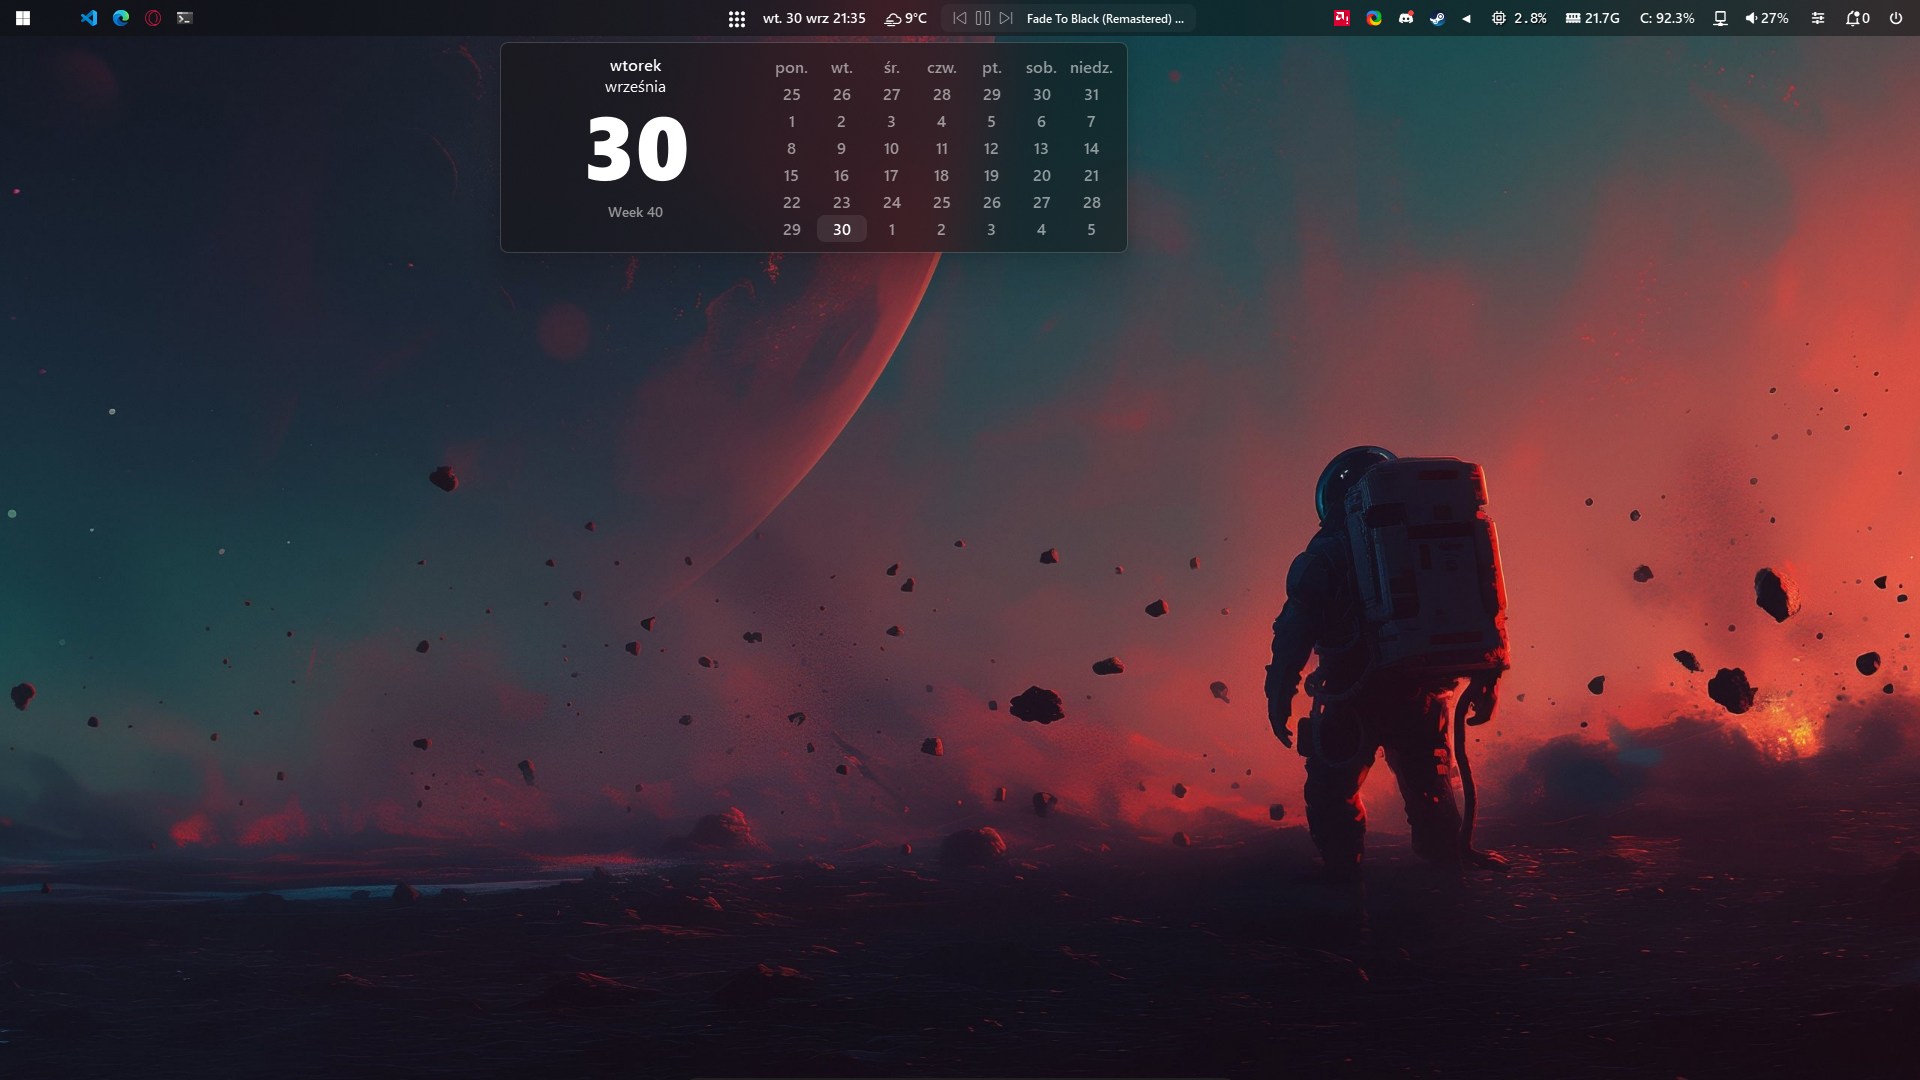 wt. 30 wrz 21:35 9°C Fade To Black (Remastered) ... 2.8% 21.7G C: 92.3% 27% 0
wtorek
września
30
Week 40
pon. wt. śr. czw. pt. sob. niedz.
25 26 27 28 29 30 31
1 2 3 4 5 6 7
8 9 10 11 12 13 14
15 16 17 18 19 20 21
22 23 24 25 26 27 28
29 30 1 2 3 4 5